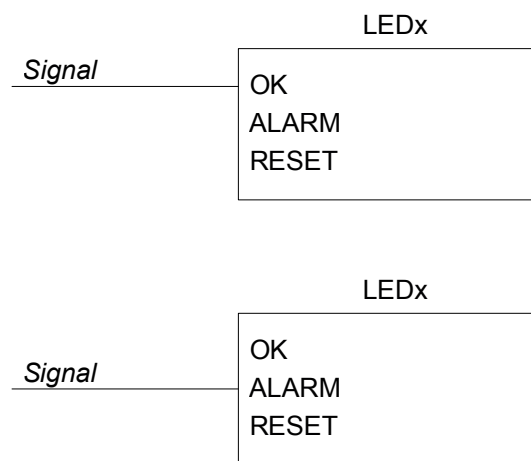 LEDx
Signal
OK
ALARM
RESET
LEDx
OK
Signal
ALARM
RESET